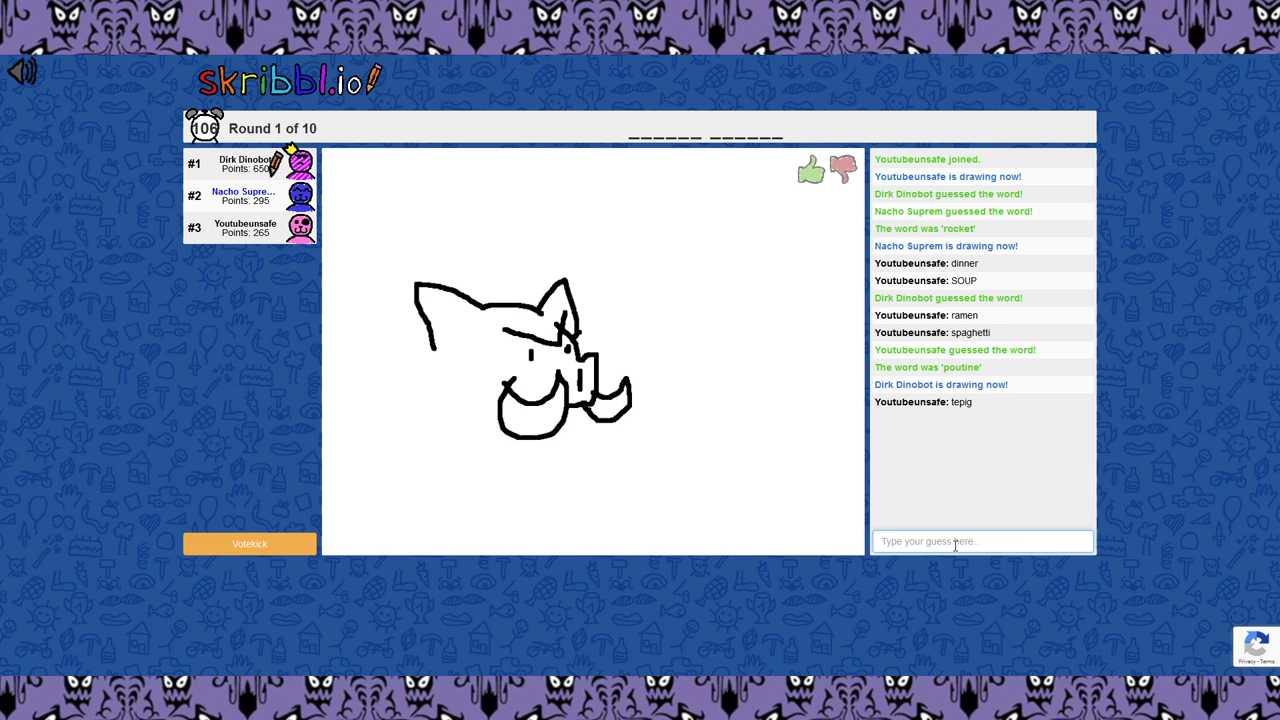 skribbl.io
106
Round 1 of 10
______ ______
#1
Dirk Dinobot
Points: 650
#2
Nacho Supre...
Points: 295
#3
Youtubeunsafe
Points: 265
Votekick
Youtubeunsafe joined.
Youtubeunsafe is drawing now!
Dirk Dinobot guessed the word!
Nacho Suprem guessed the word!
The word was 'rocket'
Nacho Suprem is drawing now!
Youtubeunsafe: dinner
Youtubeunsafe: SOUP
Dirk Dinobot guessed the word!
Youtubeunsafe: ramen
Youtubeunsafe: spaghetti
Youtubeunsafe guessed the word!
The word was 'poutine'
Dirk Dinobot is drawing now!
Youtubeunsafe: tepig
Type your guess here...
Privacy - Terms